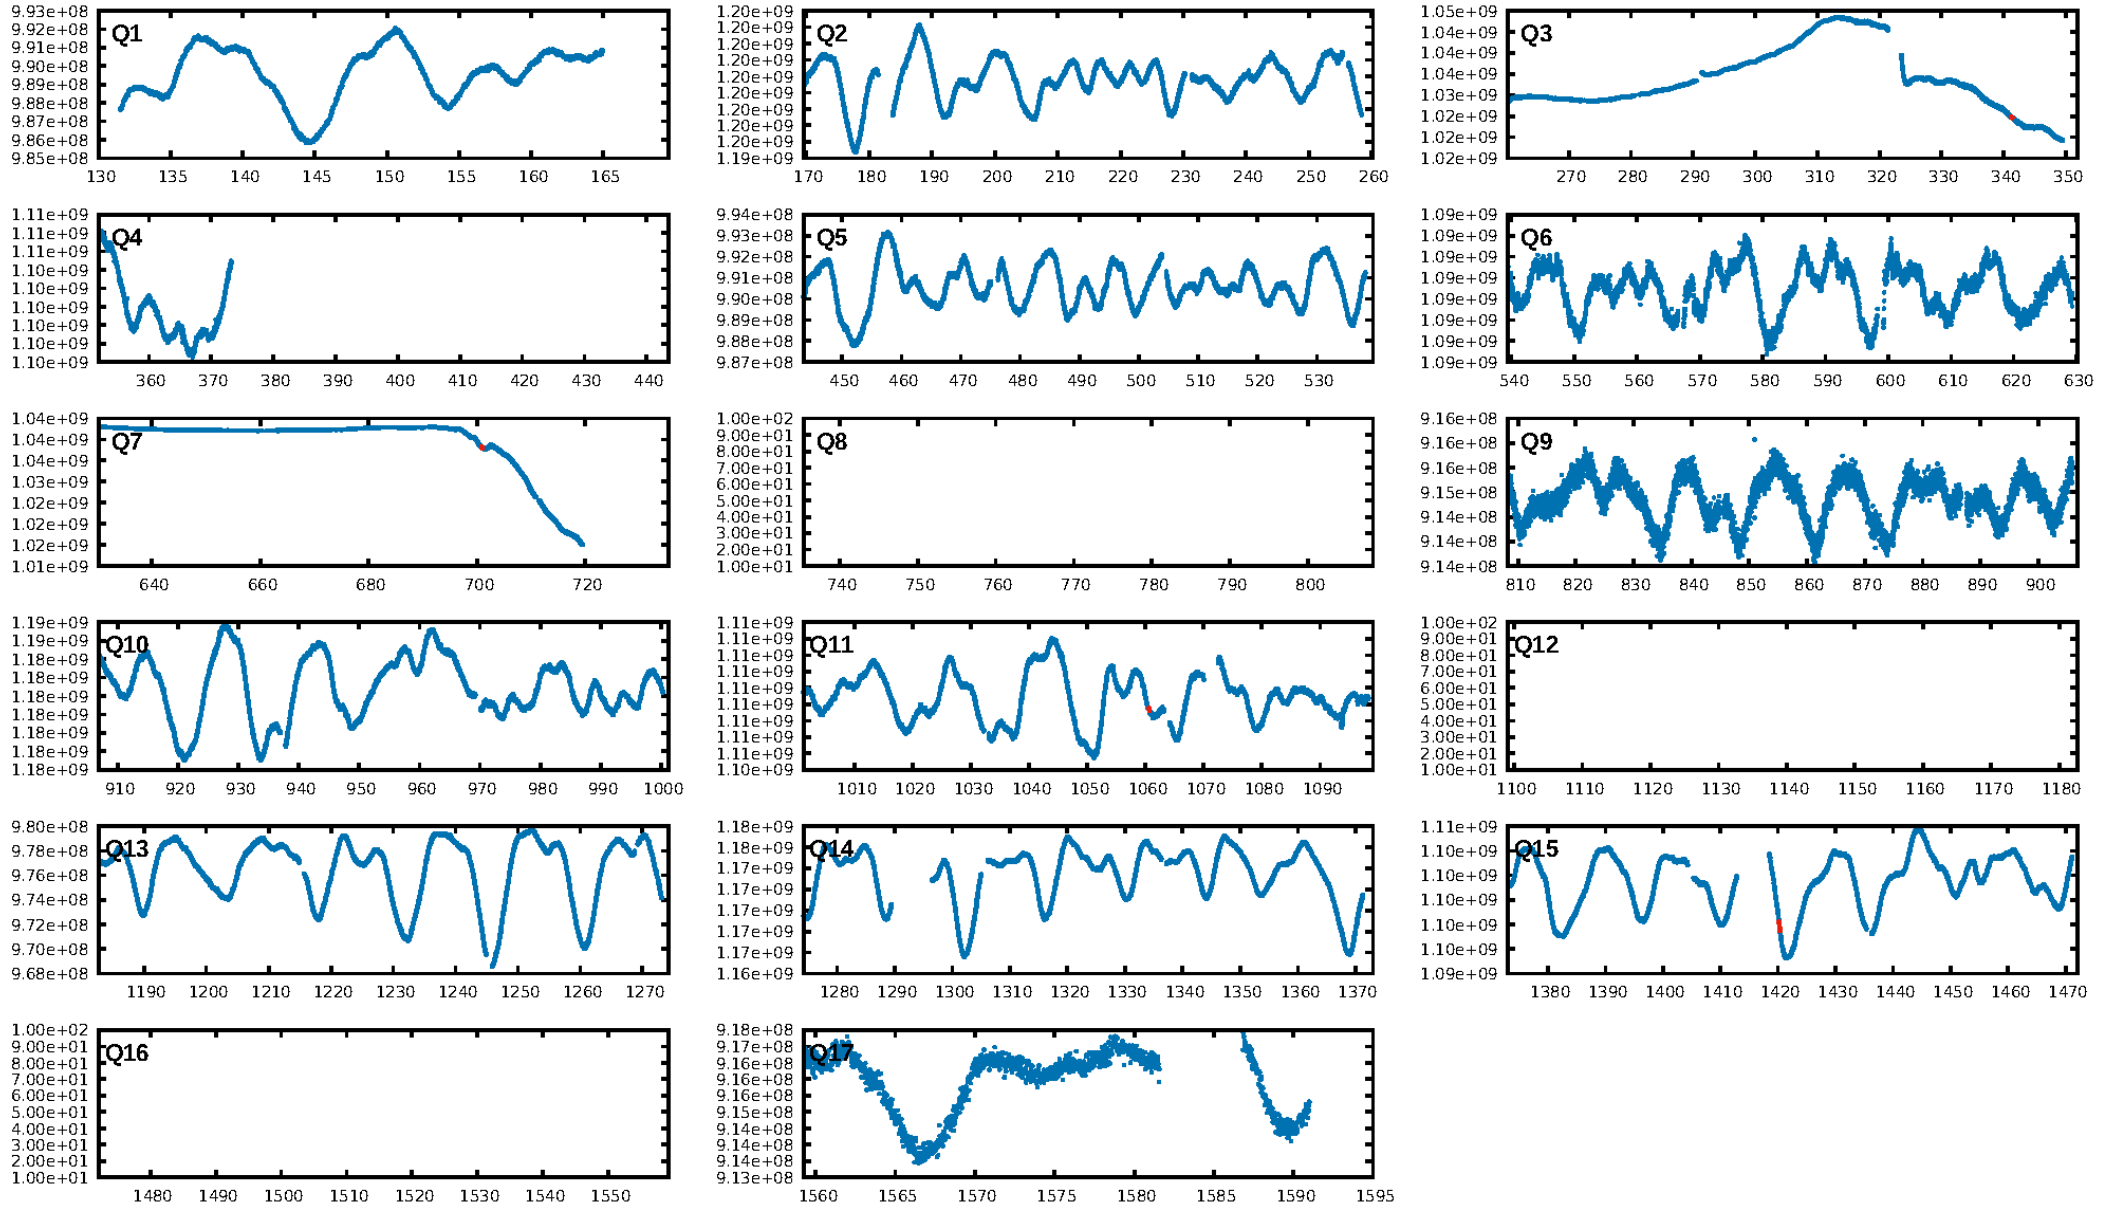 9.93e+08
9.92e+08
9.91e+08
9.90e+08
9.89e+08
9.88e+08
9.87e+08
9.86e+08
9.85e+08
Q1
130 135 140 145 150 155 160 165
1.20e+09
1.20e+09
1.20e+09
1.20e+09
1.20e+09
1.20e+09
1.20e+09
1.20e+09
1.20e+09
1.19e+09
Q2
170 180 190 200 210 220 230 240 250 260
1.05e+09
1.04e+09
1.04e+09
1.04e+09
1.03e+09
1.02e+09
1.02e+09
1.02e+09
Q3
270 280 290 300 310 320 330 340 350
1.11e+09
1.11e+09
1.11e+09
1.10e+09
1.10e+09
1.10e+09
1.10e+09
1.10e+09
1.10e+09
Q4
360 370 380 390 400 410 420 430 440
9.94e+08
9.93e+08
9.92e+08
9.91e+08
9.90e+08
9.89e+08
9.88e+08
9.87e+08
Q5
450 460 470 480 490 500 510 520 530
1.09e+09
1.09e+09
1.09e+09
1.09e+09
1.09e+09
1.09e+09
1.09e+09
1.09e+09
Q6
540 550 560 570 580 590 600 610 620 630
1.04e+09
1.04e+09
1.04e+09
1.03e+09
1.02e+09
1.02e+09
1.02e+09
1.01e+09
Q7
640 660 680 700 720
1.00e+02
9.00e+01
8.00e+01
7.00e+01
6.00e+01
5.00e+01
4.00e+01
3.00e+01
2.00e+01
1.00e+01
Q8
740 750 760 770 780 790 800
9.16e+08
9.16e+08
9.16e+08
9.15e+08
9.14e+08
9.14e+08
9.14e+08
Q9
810 820 830 840 850 860 870 880 890 900
1.19e+09
1.19e+09
1.18e+09
1.18e+09
1.18e+09
1.18e+09
1.18e+09
1.18e+09
1.18e+09
Q10
910 920 930 940 950 960 970 980 990 1000
1.11e+09
1.11e+09
1.11e+09
1.11e+09
1.11e+09
1.11e+09
1.11e+09
1.11e+09
1.10e+09
Q11
1010 1020 1030 1040 1050 1060 1070 1080 1090
1.00e+02
9.00e+01
8.00e+01
7.00e+01
6.00e+01
5.00e+01
4.00e+01
3.00e+01
2.00e+01
1.00e+01
Q12
1100 1110 1120 1130 1140 1150 1160 1170 1180
9.80e+08
9.78e+08
9.76e+08
9.74e+08
9.72e+08
9.70e+08
9.68e+08
Q13
1190 1200 1210 1220 1230 1240 1250 1260 1270
1.18e+09
1.18e+09
1.17e+09
1.17e+09
1.17e+09
1.17e+09
1.17e+09
1.16e+09
Q14
1280 1290 1300 1310 1320 1330 1340 1350 1360 1370
1.11e+09
1.10e+09
1.10e+09
1.10e+09
1.10e+09
1.10e+09
1.09e+09
Q15
1380 1390 1400 1410 1420 1430 1440 1450 1460 1470
1.00e+02
9.00e+01
8.00e+01
7.00e+01
6.00e+01
5.00e+01
4.00e+01
3.00e+01
2.00e+01
1.00e+01
Q16
1480 1490 1500 1510 1520 1530 1540 1550
9.18e+08
9.17e+08
9.17e+08
9.16e+08
9.16e+08
9.15e+08
9.14e+08
9.14e+08
9.13e+08
Q17
1560 1565 1570 1575 1580 1585 1590 1595